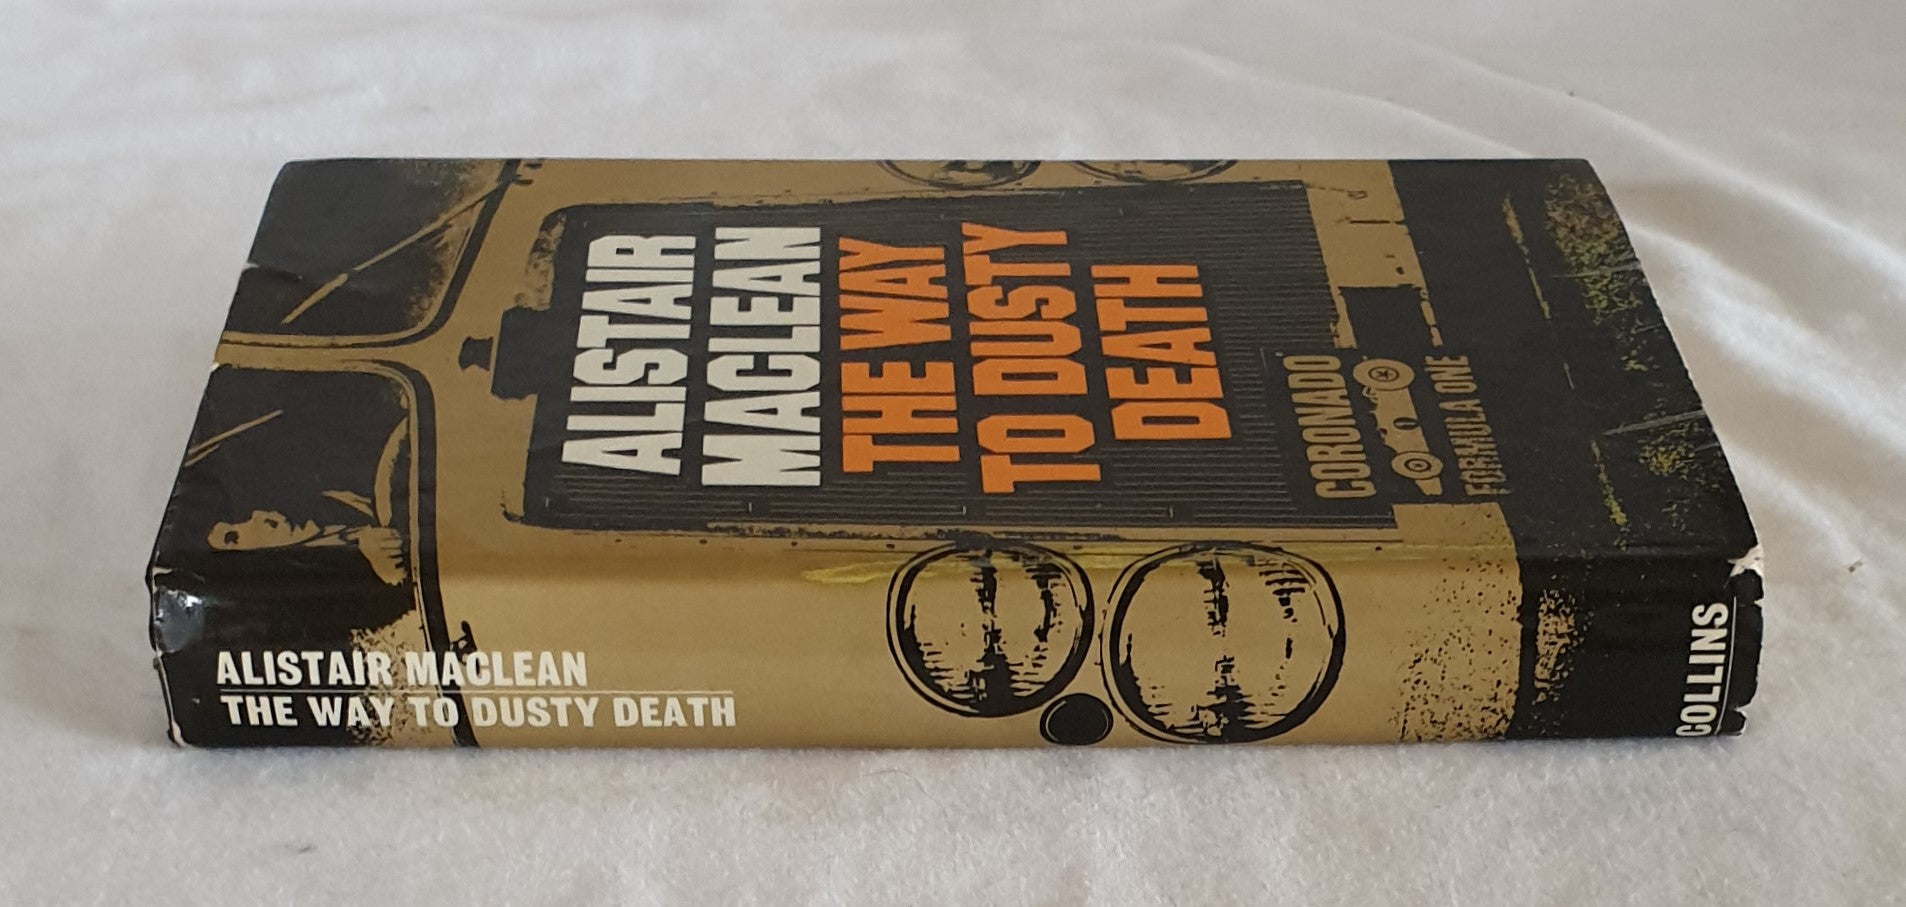 ALISTAIR
MACLEAN
THE WAY
TO DUSTY
DEATH
CORONADO
FORMULA ONE
ALISTAIR MACLEAN
THE WAY TO DUSTY DEATH
COLLINS